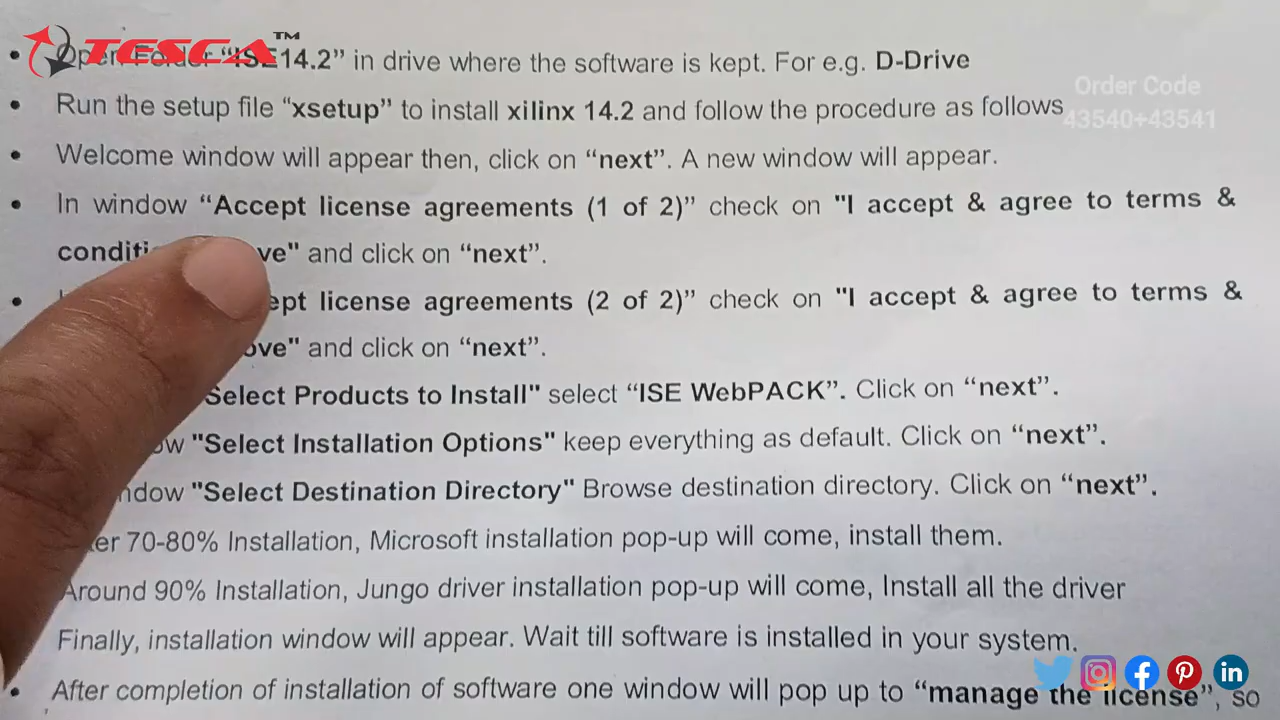 TESCA™
Open Folder “ISE14.2” in drive where the software is kept. For e.g. D-Drive
Order Code
43540+43541
• Run the setup file “xsetup” to install xilinx 14.2 and follow the procedure as follows
• Welcome window will appear then, click on “next”. A new window will appear.
• In window “Accept license agreements (1 of 2)” check on "I accept & agree to terms &
conditi ve" and click on “next”.
• ept license agreements (2 of 2)” check on "I accept & agree to terms &
ove" and click on “next”.
Select Products to Install" select “ISE WebPACK”. Click on “next”.
ow "Select Installation Options" keep everything as default. Click on “next”.
ndow "Select Destination Directory" Browse destination directory. Click on “next”.
er 70-80% Installation, Microsoft installation pop-up will come, install them.
Around 90% Installation, Jungo driver installation pop-up will come, Install all the driver
Finally, installation window will appear. Wait till software is installed in your system.
• After completion of installation of software one window will pop up to “manage the license”, so